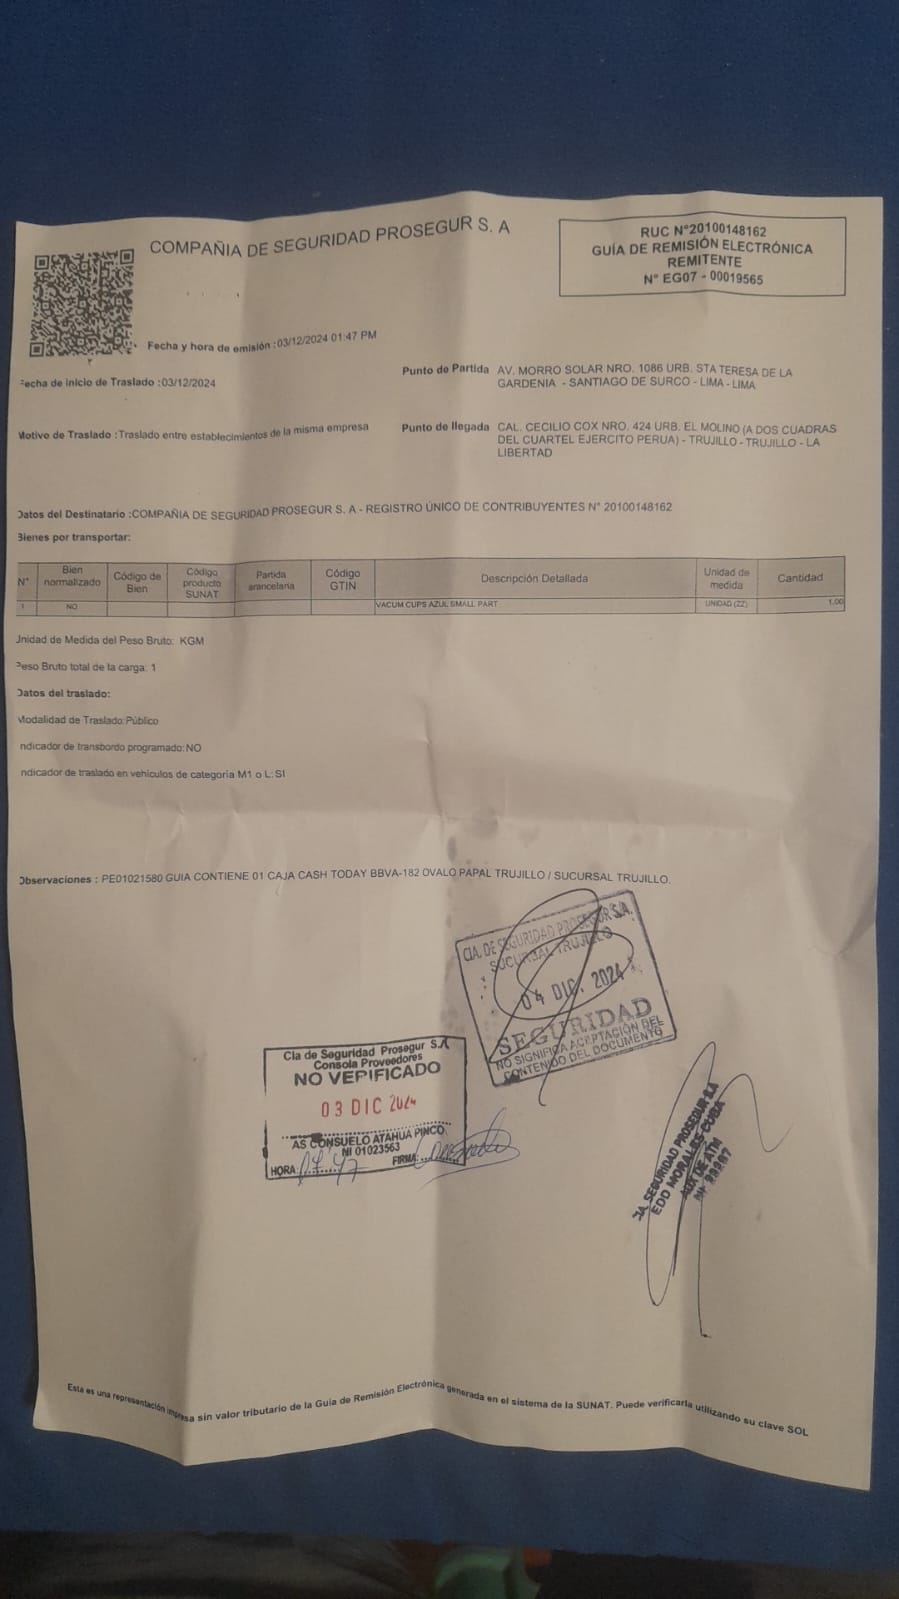 COMPAÑIA DE SEGURIDAD PROSEGUR S. A
RUC N°20100148162
GUÍA DE REMISIÓN ELECTRÓNICA
REMITENTE
N° EG07 - 00019565
Fecha y hora de emisión :03/12/2024 01:47 PM
Fecha de inicio de Traslado :03/12/2024
Punto de Partida AV. MORRO SOLAR NRO. 1086 URB. STA TERESA DE LA
GARDENIA - SANTIAGO DE SURCO - LIMA - LIMA
Motivo de Traslado :Traslado entre establecimientos de la misma empresa
Punto de llegada CAL. CECILIO COX NRO. 424 URB. EL MOLINO (A DOS CUADRAS
DEL CUARTEL EJERCITO PERUA) - TRUJILLO - TRUJILLO - LA
LIBERTAD
Datos del Destinatario :COMPAÑIA DE SEGURIDAD PROSEGUR S. A - REGISTRO ÚNICO DE CONTRIBUYENTES N° 20100148162
Bienes por transportar:
N° Bien normalizado Código de Bien Código producto SUNAT Partida arancelaria Código GTIN Descripción Detallada Unidad de medida Cantidad
1 NO VACUM CUPS AZUL SMALL PART UNIDAD (ZZ) 1.00
Unidad de Medida del Peso Bruto: KGM
Peso Bruto total de la carga: 1
Datos del traslado:
Modalidad de Traslado:Público
ndicador de transbordo programado:NO
ndicador de traslado en vehículos de categoría M1 o L:SI
Observaciones : PE01021580 GUIA CONTIENE 01 CAJA CASH TODAY BBVA-182 OVALO PAPAL TRUJILLO / SUCURSAL TRUJILLO.
CIA. DE SEGURIDAD PROSEGUR S/A.
SUCURSAL TRUJILLO
04 DIC. 2024
SEGURIDAD
NO SIGNIFICA ACEPTACIÓN DEL
CONTENIDO DEL DOCUMENTO
Cia de Seguridad Prosegur S.A
Consola Proveedores
NO VERIFICADO
03 DIC 2024
AS CONSUELO ATAHUA PINCO
NI 01023563
HORA: FIRMA:
CIA. SEGURIDAD PROSEGUR S.A
EDD MORALES CUBA
AUX DE ATM
Esta es una representación impresa sin valor tributario de la Guía de Remisión Electrónica generada en el sistema de la SUNAT. Puede verificarla utilizando su clave SOL